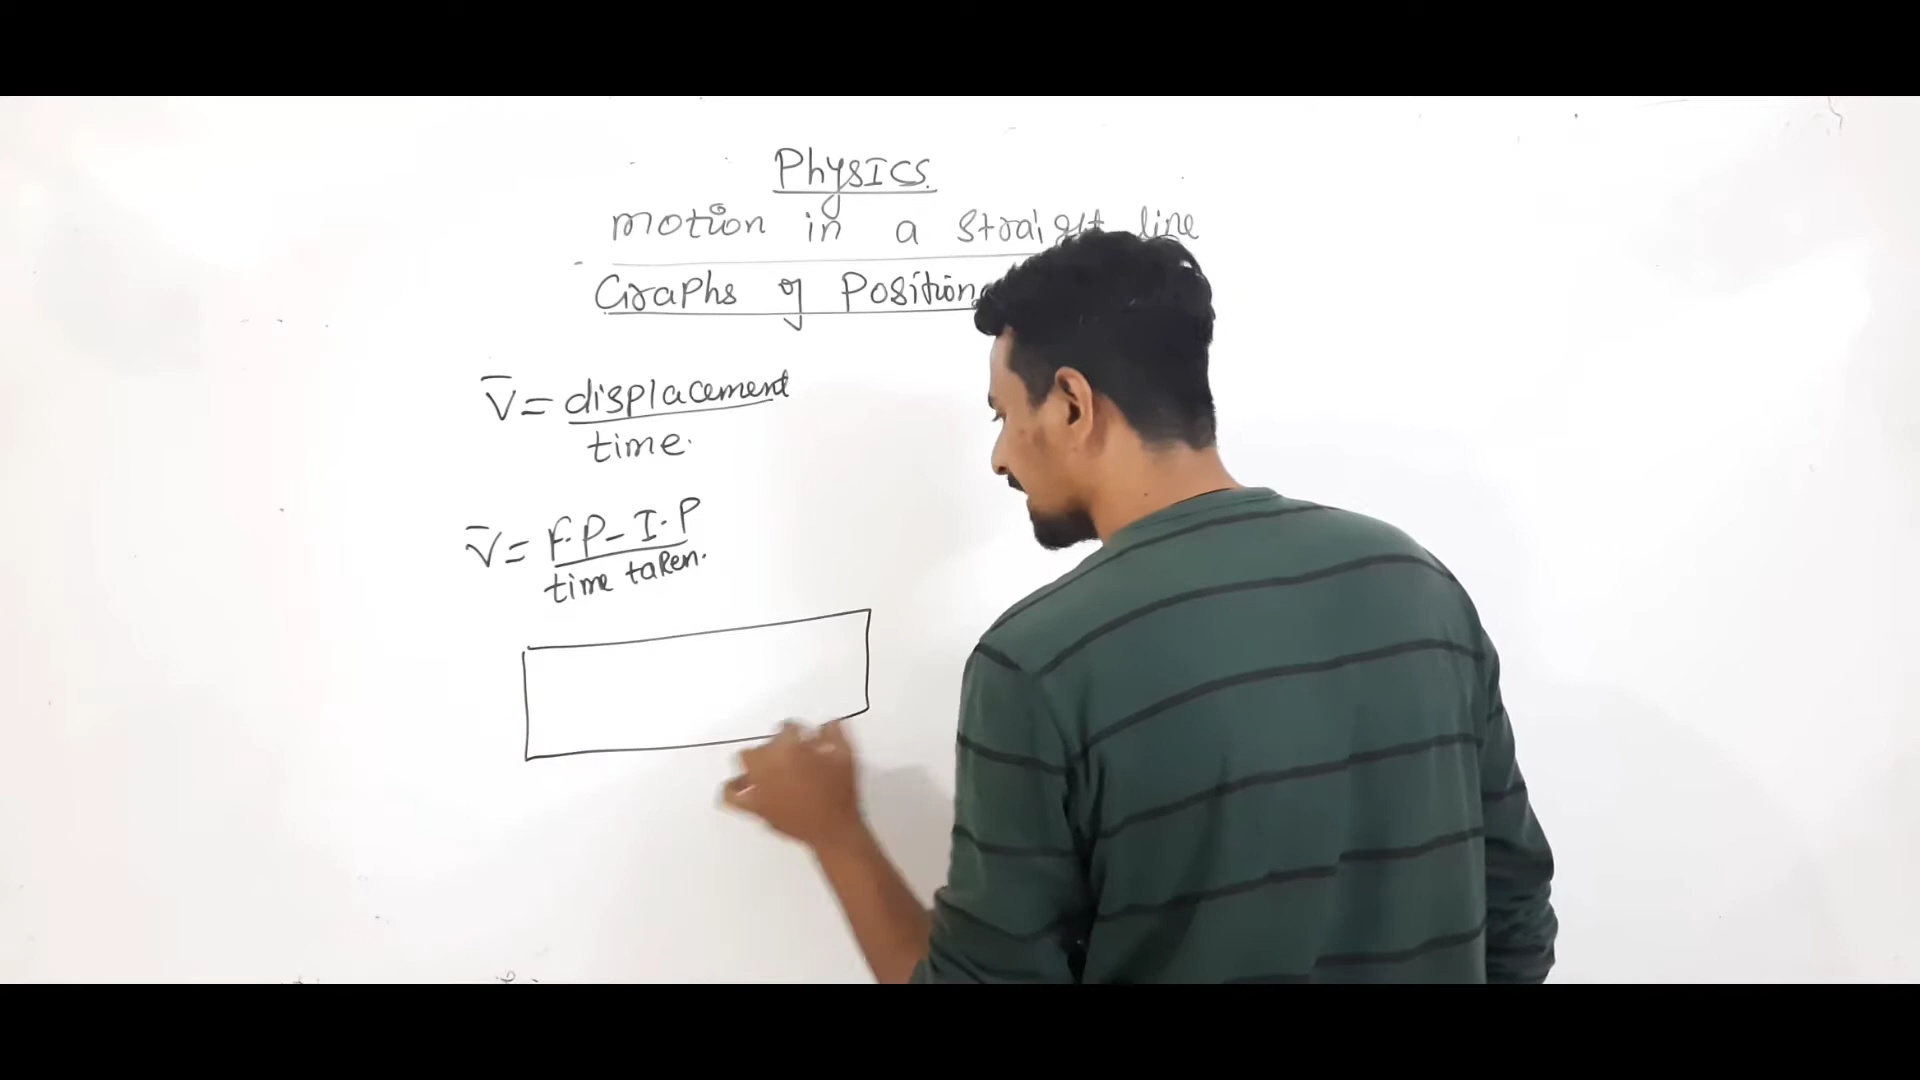 Physics
motion in a straight line
Graphs of Position
V̅ = displacement
time.
V̅ = F.P - I.P
time taken.